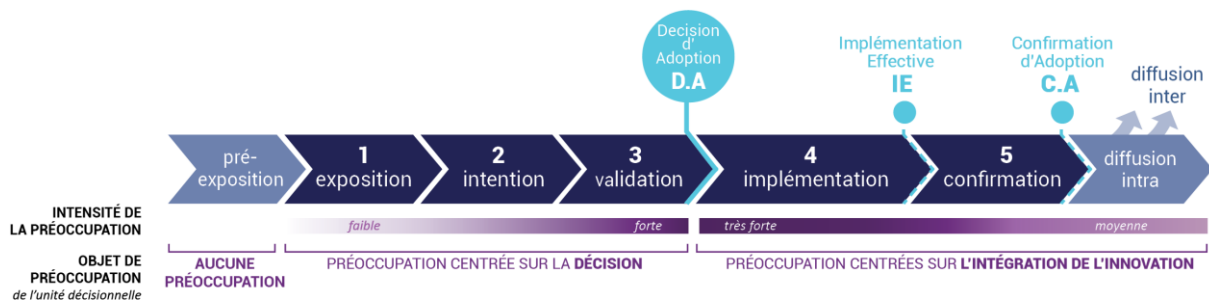 Decision
d'
Adoption
D.A
Implémentation
Effective
IE
Confirmation
d'Adoption
C.A
diffusion
inter
pré-
exposition
1
exposition
2
intention
3
validation
4
implémentation
5
confirmation
diffusion
intra
INTENSITÉ DE
LA PRÉOCCUPATION
faible
forte
très forte
moyenne
OBJET DE
PRÉOCCUPATION
de l'unité décisionnelle
AUCUNE
PRÉOCCUPATION
PRÉOCCUPATION CENTRÉE SUR LA DÉCISION
PRÉOCCUPATION CENTRÉES SUR L'INTÉGRATION DE L'INNOVATION